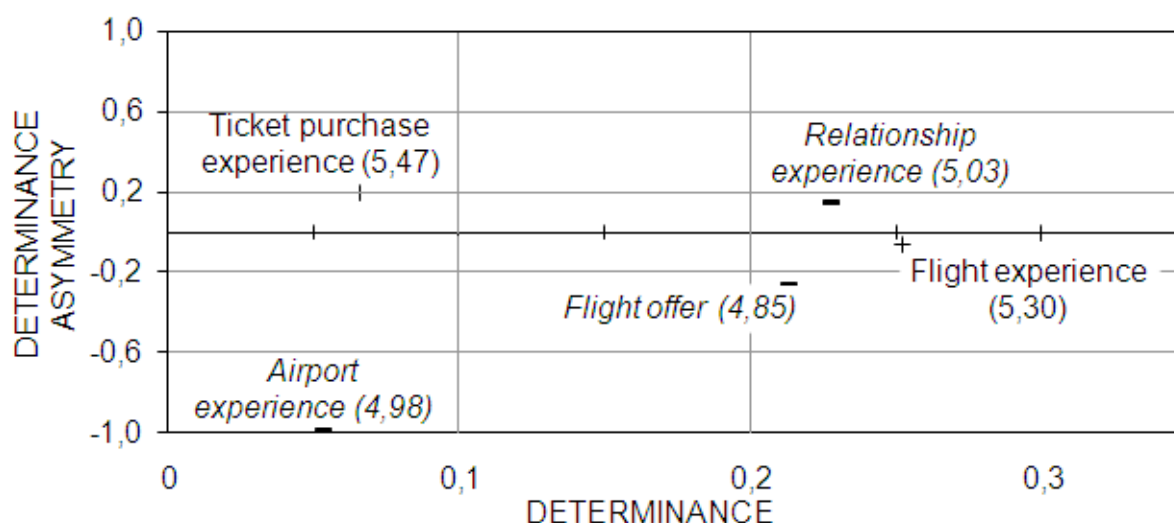 1,0
0,6
0,2
-0,2
-0,6
-1,0
DETERMINANCE
ASYMMETRY
Ticket purchase
experience (5,47)
Relationship
experience (5,03)
Flight experience
(5,30)
Flight offer (4,85)
Airport
experience (4,98)
0
0,1
0,2
0,3
DETERMINANCE